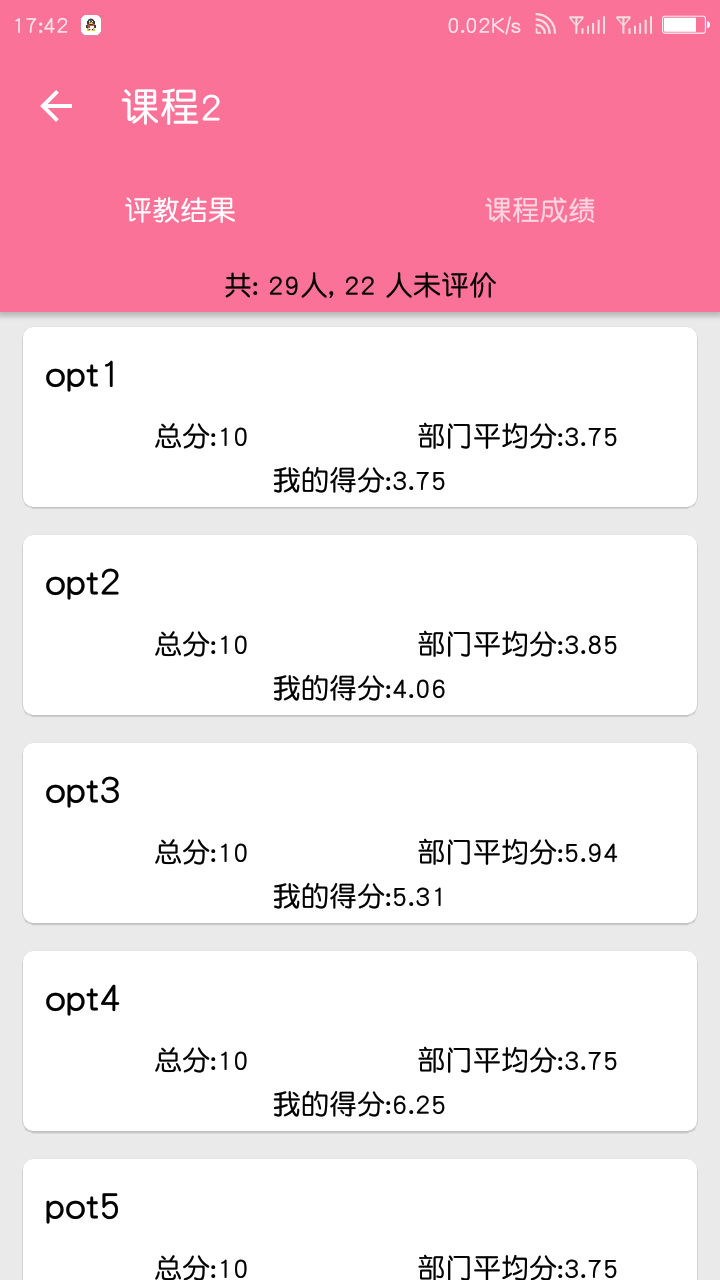 17:42 0.02K/s
课程2
评教结果 课程成绩
共: 29人, 22 人未评价
opt1
总分:10 部门平均分:3.75
我的得分:3.75
opt2
总分:10 部门平均分:3.85
我的得分:4.06
opt3
总分:10 部门平均分:5.94
我的得分:5.31
opt4
总分:10 部门平均分:3.75
我的得分:6.25
pot5
总分:10 部门平均分:3.75